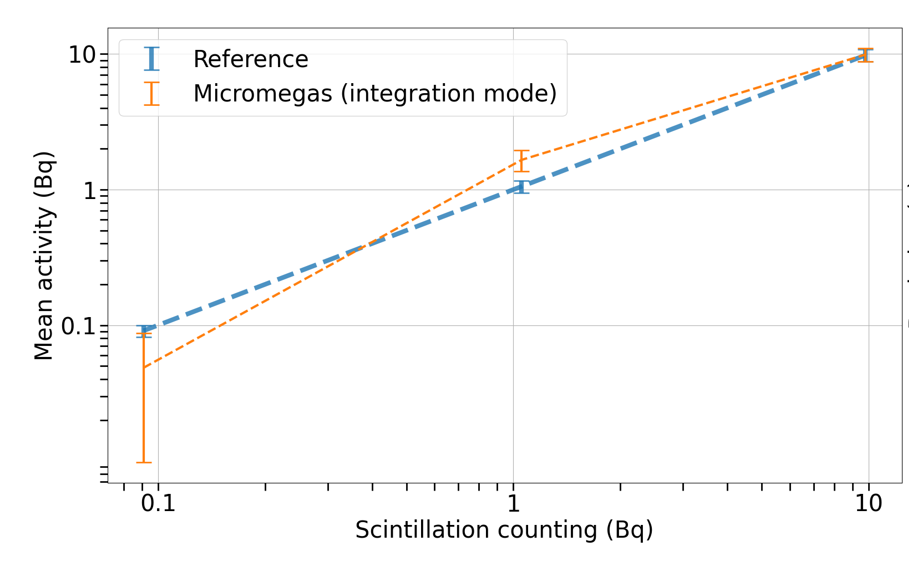 Reference
Micromegas (integration mode)
Mean activity (Bq)
10
1
0.1
0.1
1
10
Scintillation counting (Bq)